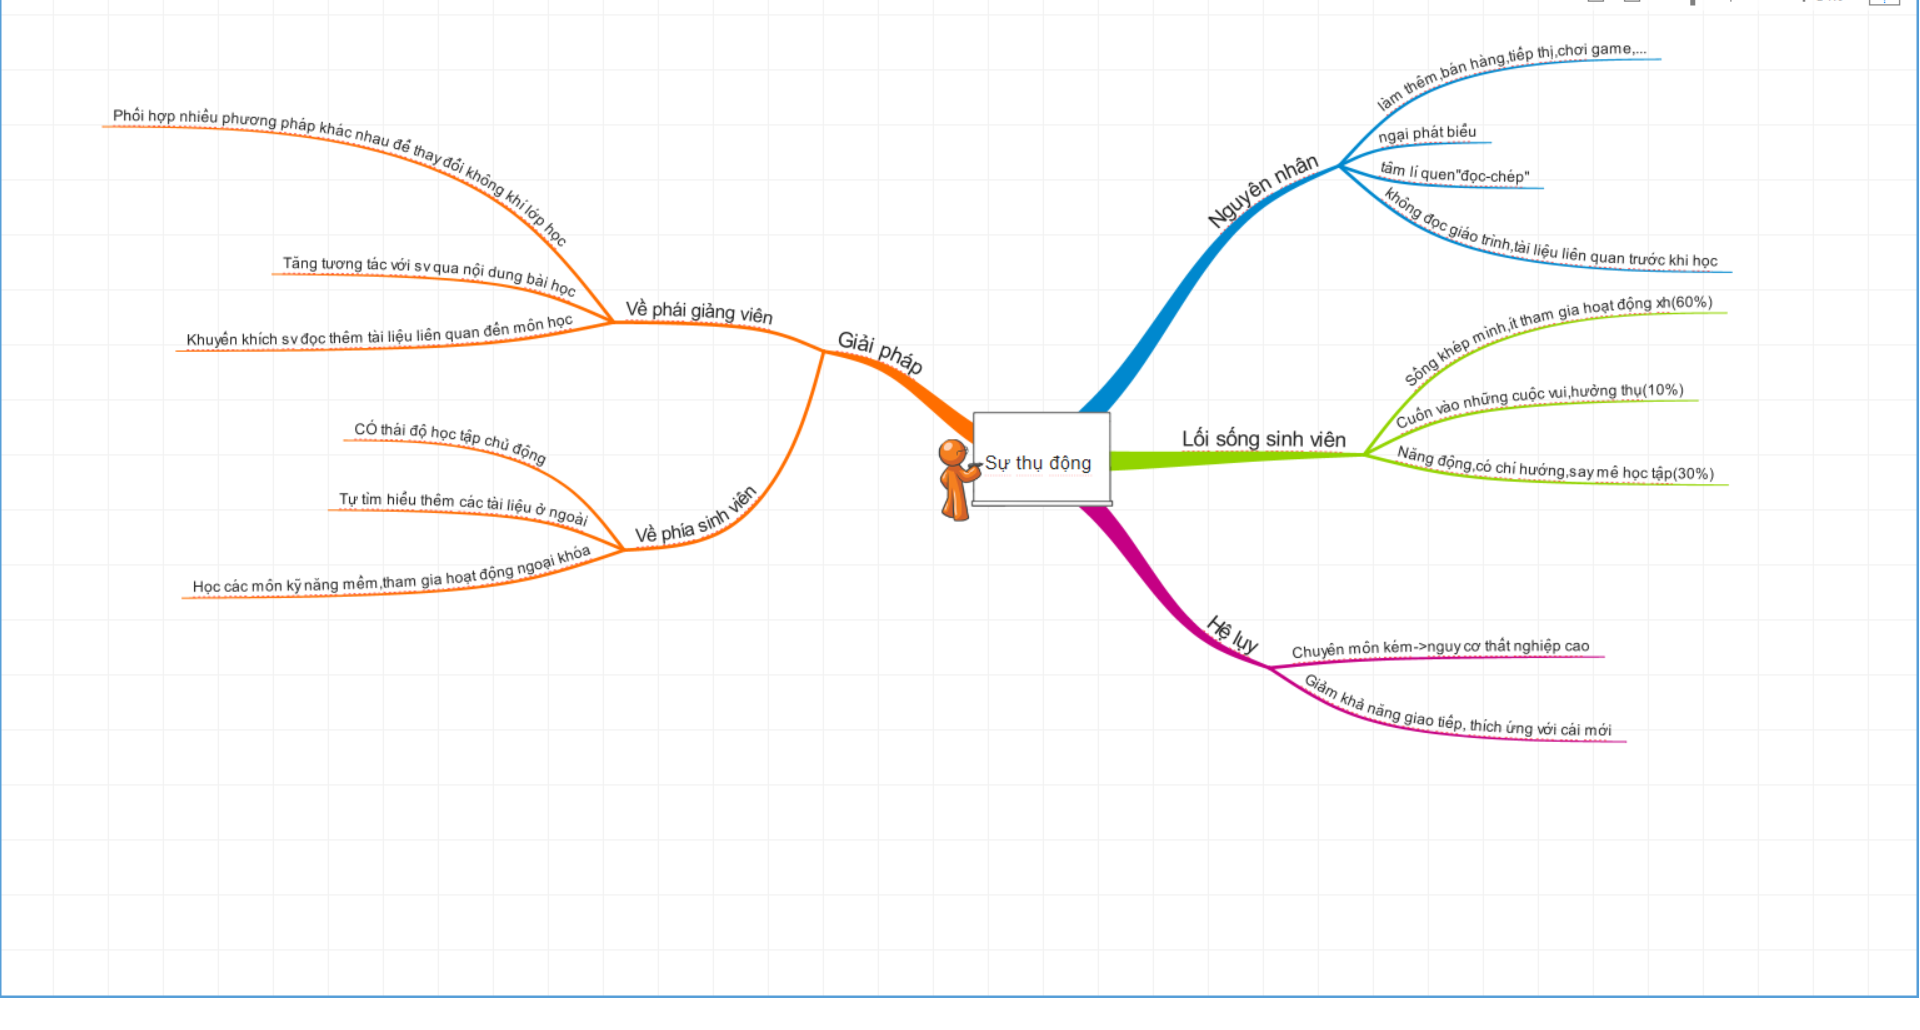 Sự thụ động
Nguyên nhân
làm thêm,bán hàng,tiếp thị,chơi game,...
ngại phát biểu
tâm lí quen"đọc-chép"
không đọc giáo trình,tài liệu liên quan trước khi học
Lối sống sinh viên
Sống khép mình,ít tham gia hoạt động xh(60%)
Cuốn vào những cuộc vui,hưởng thụ(10%)
Năng động,có chí hướng,say mê học tập(30%)
Hệ lụy
Chuyên môn kém->nguy cơ thất nghiệp cao
Giảm khả năng giao tiếp, thích ứng với cái mới
Giải pháp
Về phái giảng viên
Phối hợp nhiều phương pháp khác nhau để thay đổi không khí lớp học
Tăng tương tác với sv qua nội dung bài học
Khuyến khích sv đọc thêm tài liệu liên quan đến môn học
Về phía sinh viên
CÓ thái độ học tập chủ động
Tự tìm hiểu thêm các tài liệu ở ngoài
Học các môn kỹ năng mềm,tham gia hoạt động ngoại khóa